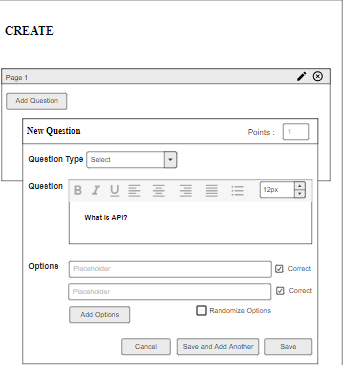 CREATE
Page 1
Add Question
New Question
Points :
1
Question Type
Select
Question
B I U
12px
What is API?
Options
Placeholder
Correct
Placeholder
Correct
Add Options
Randomize Options
Cancel
Save and Add Another
Save